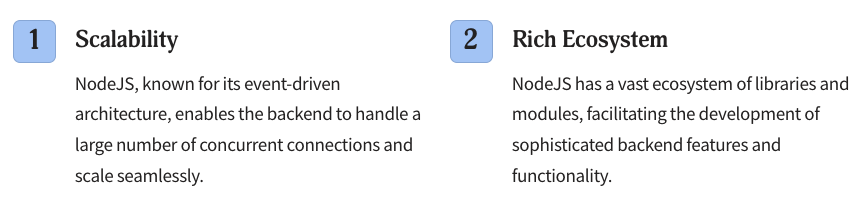 1 Scalability
NodeJS, known for its event-driven
architecture, enables the backend to handle a
large number of concurrent connections and
scale seamlessly.
2 Rich Ecosystem
NodeJS has a vast ecosystem of libraries and
modules, facilitating the development of
sophisticated backend features and
functionality.